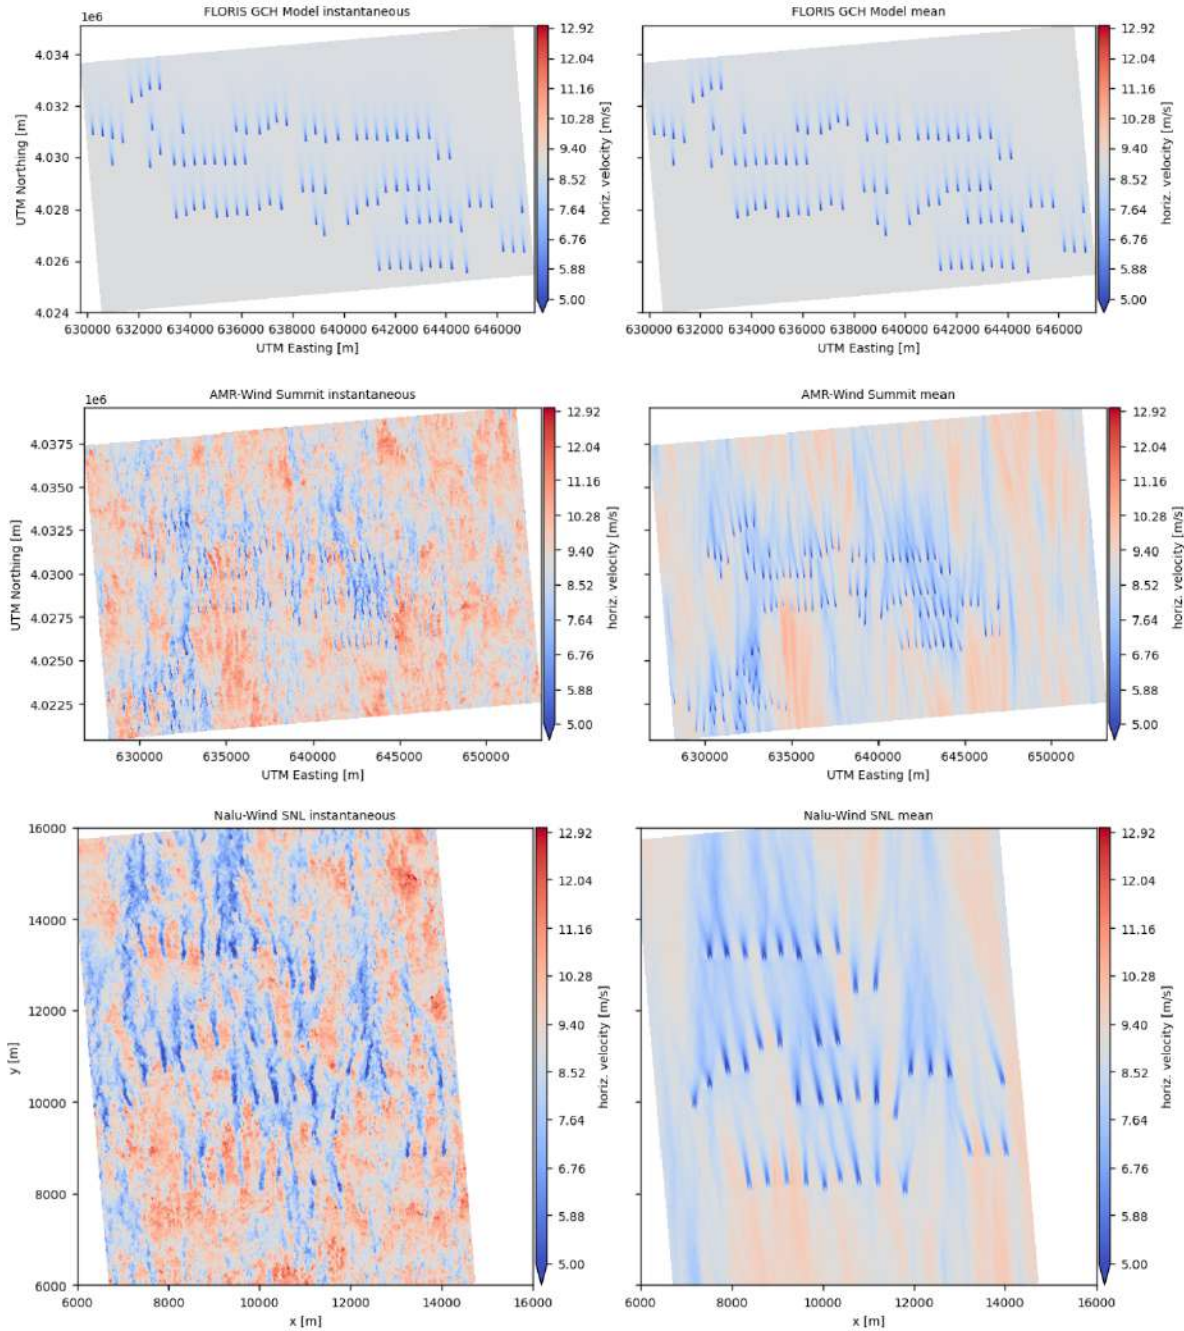 FLORIS GCH Model instantaneous
FLORIS GCH Model mean
1e6
4.034
4.032
4.030
4.028
4.026
4.024
UTM Northing [m]
630000 632000 634000 636000 638000 640000 642000 644000 646000
UTM Easting [m]
12.92
12.04
11.16
10.28
9.40
8.52
7.64
6.76
5.88
5.00
horiz. velocity [m/s]
630000 632000 634000 636000 638000 640000 642000 644000 646000
UTM Easting [m]
12.92
12.04
11.16
10.28
9.40
8.52
7.64
6.76
5.88
5.00
horiz. velocity [m/s]
AMR-Wind Summit instantaneous
AMR-Wind Summit mean
1e6
4.0375
4.0350
4.0325
4.0300
4.0275
4.0250
4.0225
UTM Northing [m]
630000 635000 640000 645000 650000
UTM Easting [m]
12.92
12.04
11.16
10.28
9.40
8.52
7.64
6.76
5.88
5.00
horiz. velocity [m/s]
630000 635000 640000 645000 650000
UTM Easting [m]
12.92
12.04
11.16
10.28
9.40
8.52
7.64
6.76
5.88
5.00
horiz. velocity [m/s]
Nalu-Wind SNL instantaneous
Nalu-Wind SNL mean
16000
14000
12000
10000
8000
6000
y [m]
6000 8000 10000 12000 14000 16000
x [m]
12.92
12.04
11.16
10.28
9.40
8.52
7.64
6.76
5.88
5.00
horiz. velocity [m/s]
6000 8000 10000 12000 14000 16000
x [m]
12.92
12.04
11.16
10.28
9.40
8.52
7.64
6.76
5.88
5.00
horiz. velocity [m/s]